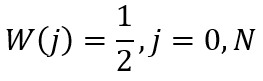 W(j) = 1/2, j = 0, N